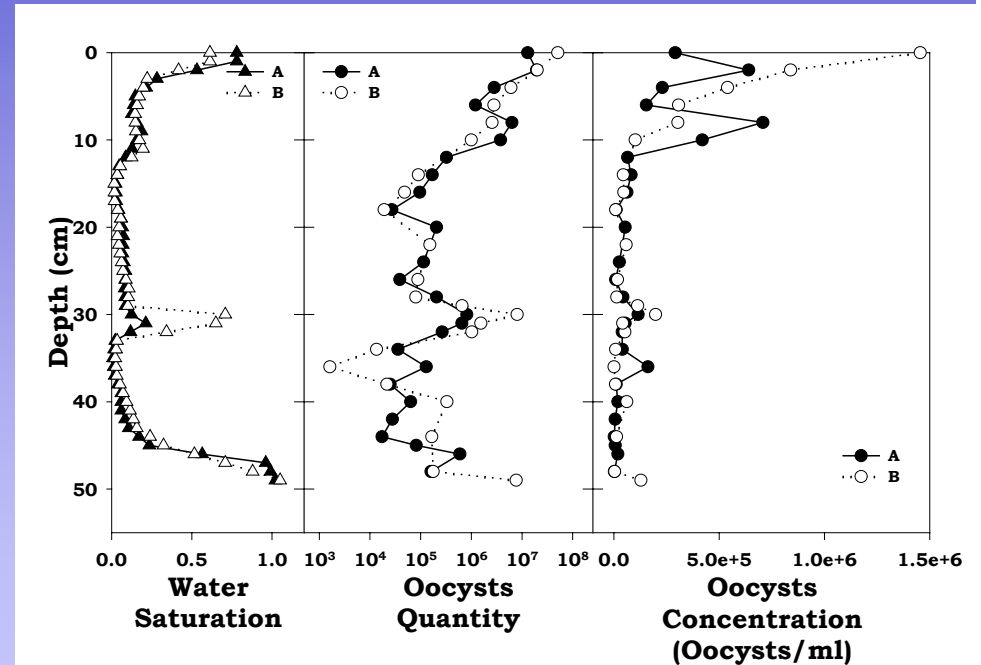 0
10
20
30
40
50
Depth (cm)
A
B
A
B
A
B
0.0 0.5 1.0
10³ 10⁴ 10⁵ 10⁶ 10⁷ 10⁸
0.0 5.0e+5 1.0e+6 1.5e+6
Water
Saturation
Oocysts
Quantity
Oocysts
Concentration
(Oocysts/ml)